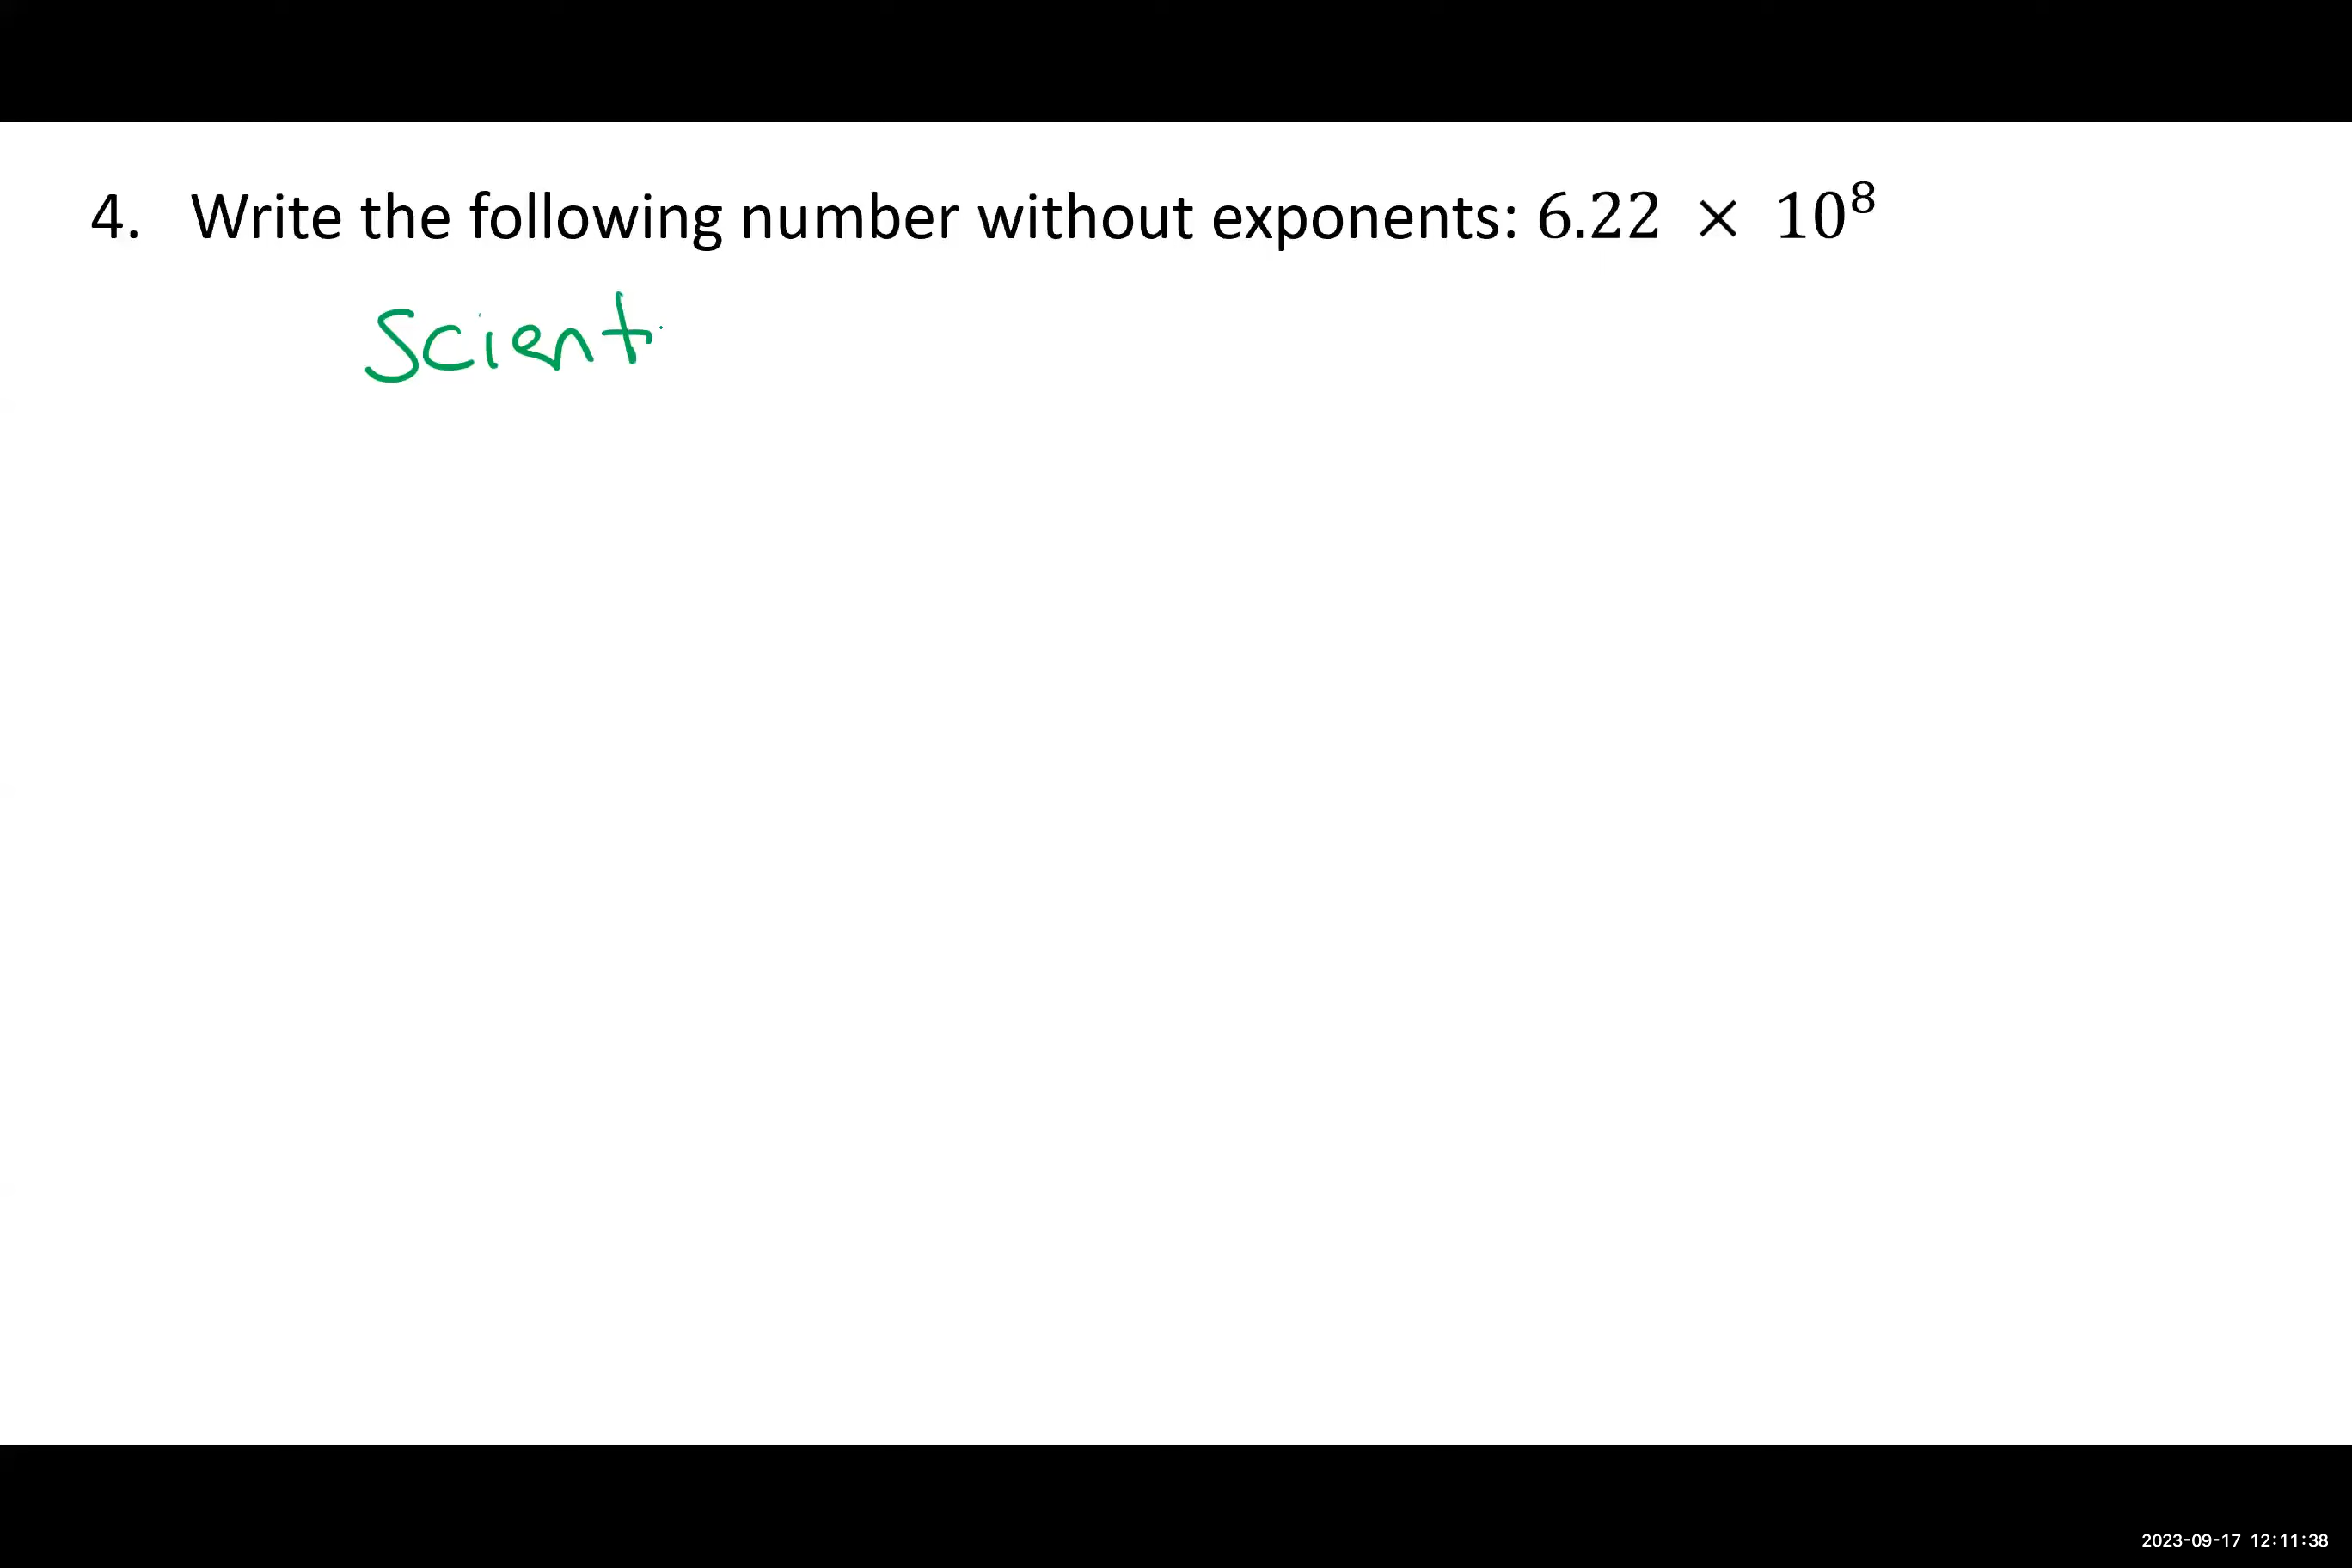 4. Write the following number without exponents: 6.22 × 10⁸
Scient
2023-09-17 12:11:38